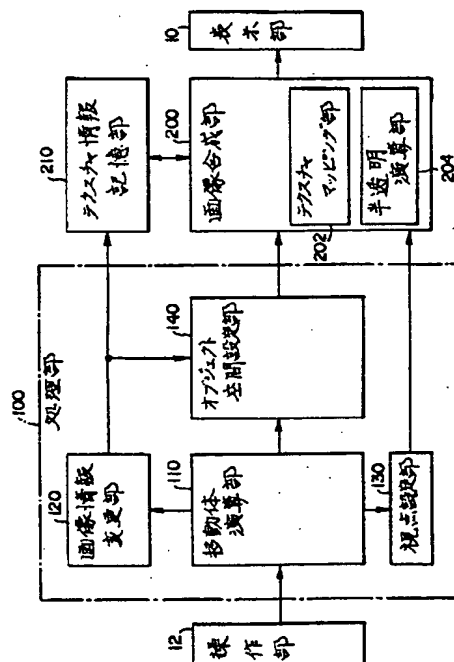 12
操作部
100
処理部
120
画像情報
変更部
110
移動体
演算部
130
視点設定部
140
オブジェクト
空間設定部
210
テクスチャ情報
記憶部
200
画像合成部
202
テクスチャ
マッピング部
204
半透明
演算部
10
表示部